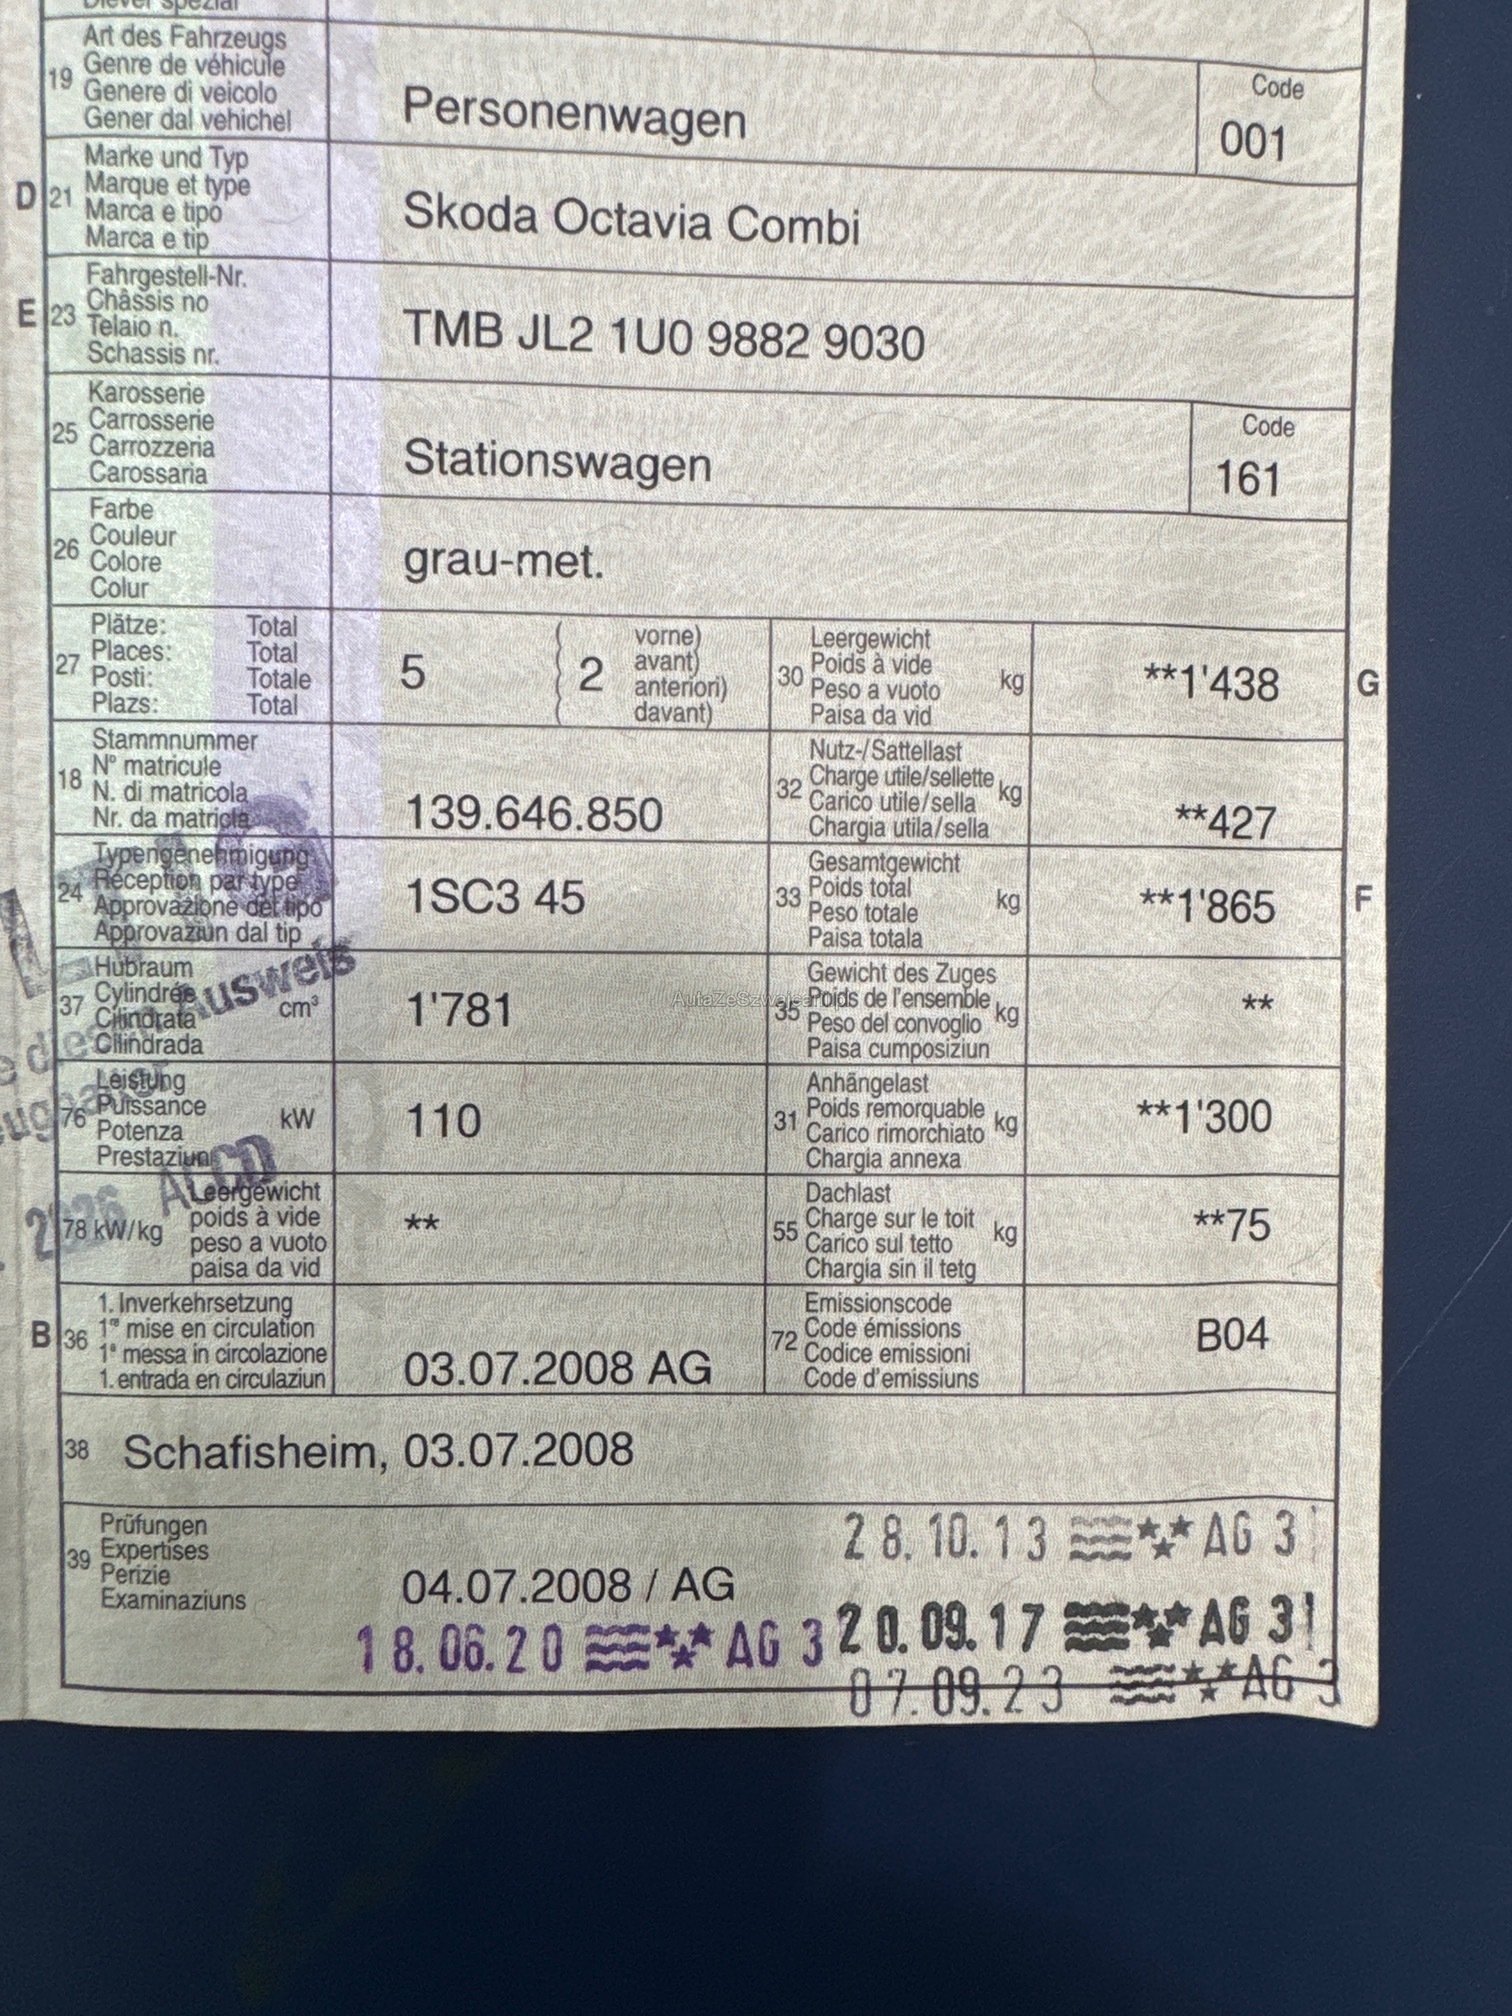 19 Art des Fahrzeugs
Genre de véhicule
Genere di veicolo
Gener dal vehichel
Personenwagen
Code
001
D 21 Marke und Typ
Marque et type
Marca e tipo
Marca e tip
Skoda Octavia Combi
E 23 Fahrgestell-Nr.
Châssis no
Telaio n.
Schassis nr.
TMB JL2 1U0 9882 9030
25 Karosserie
Carrosserie
Carrozzeria
Carossaria
Stationswagen
Code
161
26 Farbe
Couleur
Colore
Colur
grau-met.
27 Plätze: Total
Places: Total
Posti: Totale
Plazs: Total
5 2
vorne)
avant)
anteriori)
davant)
30 Leergewicht
Poids à vide
Peso a vuoto
Paisa da vid
kg
**1'438
G
18 Stammnummer
N° matricule
N. di matricola
Nr. da matricla
139.646.850
32 Nutz-/Sattellast
Charge utile/sellette
Carico utile/sella
Chargia utila/sella
kg
**427
24 Typengenehmigung
Réception par type
Approvazione del tipo
Approvaziun dal tip
1SC3 45
33 Gesamtgewicht
Poids total
Peso totale
Paisa totala
kg
**1'865
F
37 Hubraum
Cylindrée
Cilindrata
Cilindrada
cm³
1'781
35 Gewicht des Zuges
Poids de l'ensemble
Peso del convoglio
Paisa cumposiziun
kg
**
Ausweis
76 Leistung
Puissance
Potenza
Prestaziun
kW
110
31 Anhängelast
Poids remorquable
Carico rimorchiato
Chargia annexa
kg
**1'300
78 kW/kg
Leergewicht
poids à vide
peso a vuoto
paisa da vid
**
55 Dachlast
Charge sur le toit
Carico sul tetto
Chargia sin il tetg
kg
**75
B 36 1. Inverkehrsetzung
1re mise en circulation
1a messa in circolazione
1. entrada en circulaziun
03.07.2008 AG
72 Emissionscode
Code émissions
Codice emissioni
Code d'emissiuns
B04
38 Schafisheim, 03.07.2008
39 Prüfungen
Expertises
Perizie
Examinaziuns
04.07.2008 / AG
28.10.13 AG 3
20.09.17 AG 3
18.06.20 AG 3
07.09.23 AG 3